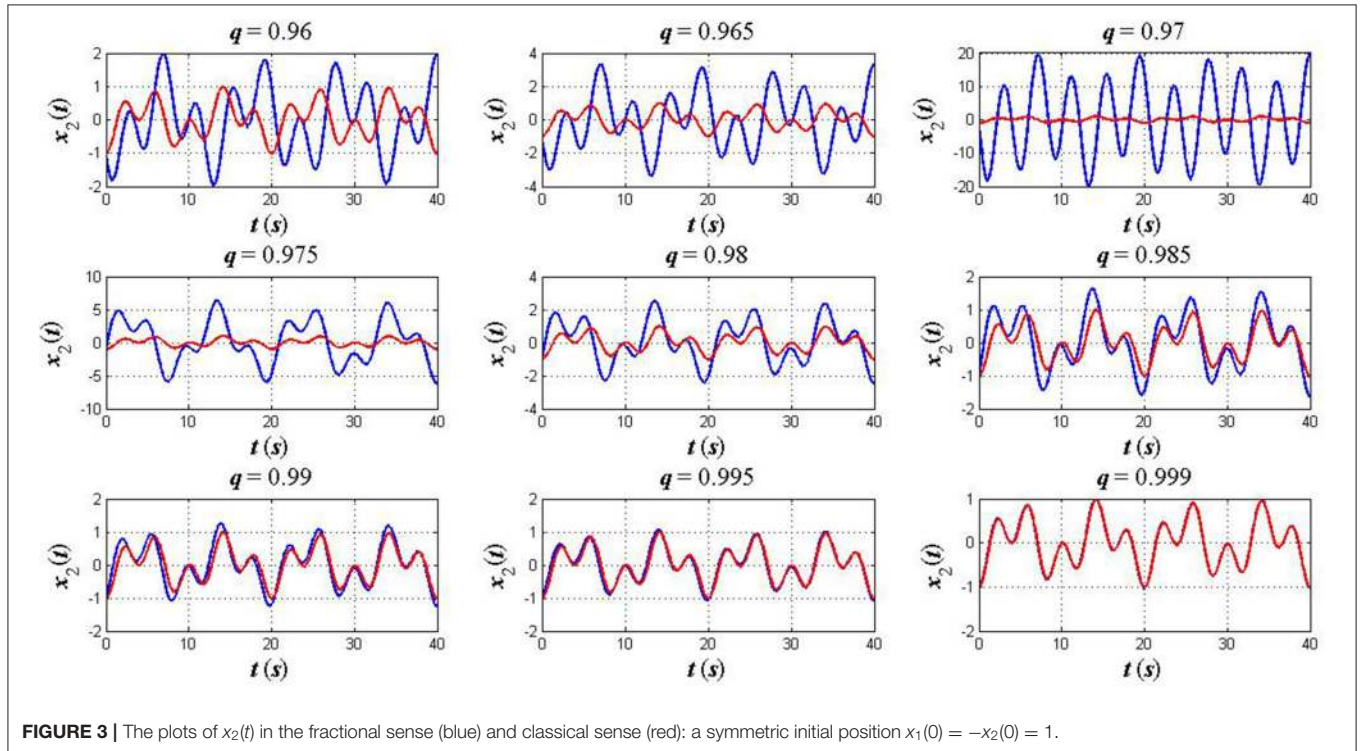 q = 0.96
q = 0.965
q = 0.97
x₂(t)
2
1
0
-1
-2
0 10 20 30 40
t (s)
x₂(t)
4
2
0
-2
-4
0 10 20 30 40
t (s)
x₂(t)
20
10
0
-10
-20
0 10 20 30 40
t (s)
q = 0.975
q = 0.98
q = 0.985
x₂(t)
10
5
0
-5
-10
0 10 20 30 40
t (s)
x₂(t)
4
2
0
-2
-4
0 10 20 30 40
t (s)
x₂(t)
2
1
0
-1
-2
0 10 20 30 40
t (s)
q = 0.99
q = 0.995
q = 0.999
x₂(t)
2
1
0
-1
-2
0 10 20 30 40
t (s)
x₂(t)
2
1
0
-1
-2
0 10 20 30 40
t (s)
x₂(t)
1
0
-1
-2
0 10 20 30 40
t (s)
FIGURE 3 | The plots of x₂(t) in the fractional sense (blue) and classical sense (red): a symmetric initial position x₁(0) = −x₂(0) = 1.